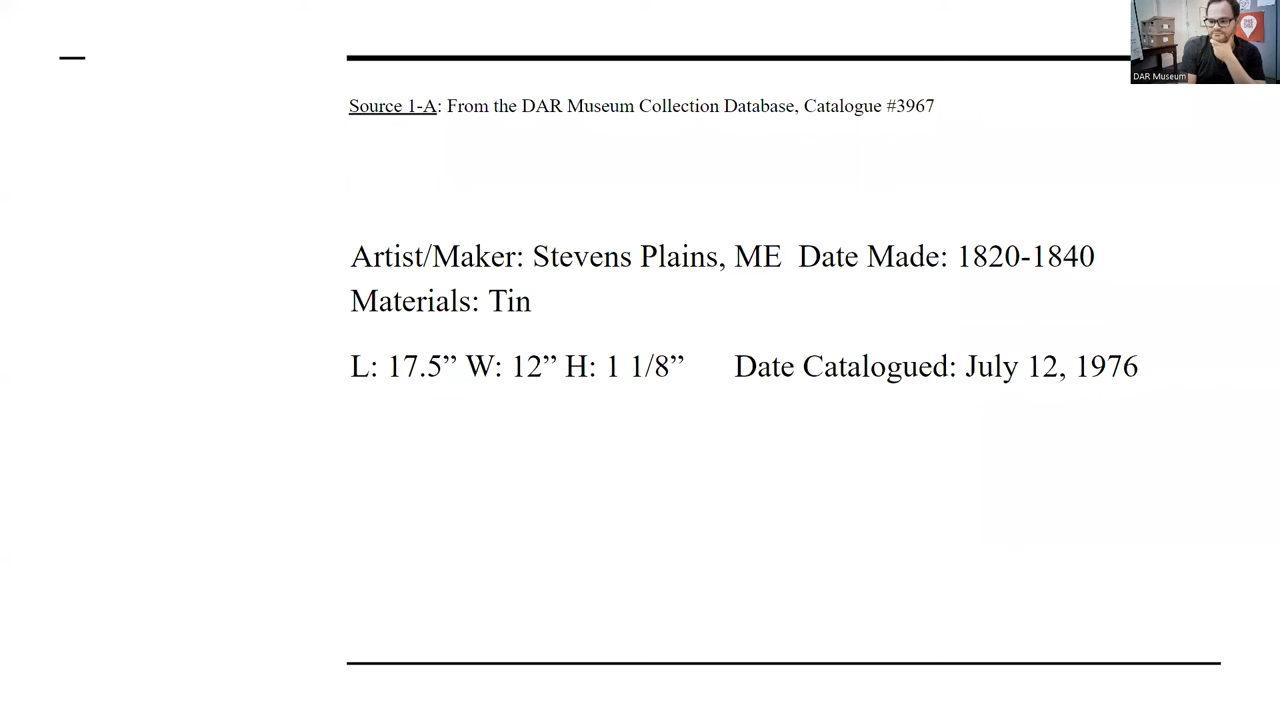 DAR Museum
Source 1-A: From the DAR Museum Collection Database, Catalogue #3967
Artist/Maker: Stevens Plains, ME  Date Made: 1820-1840
Materials: Tin
L: 17.5” W: 12” H: 1 1/8”      Date Catalogued: July 12, 1976